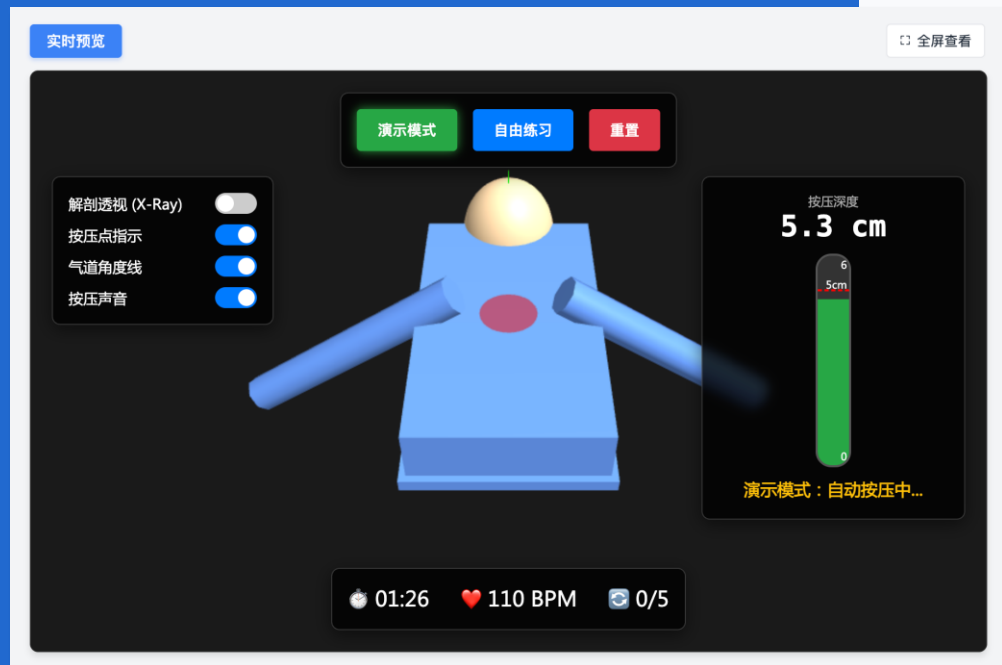 实时预览
全屏查看
演示模式
自由练习
重置
解剖透视 (X-Ray)
按压点指示
气道角度线
按压声音
按压深度
5.3 cm
6
5cm
0
演示模式：自动按压中...
01:26
110 BPM
0/5